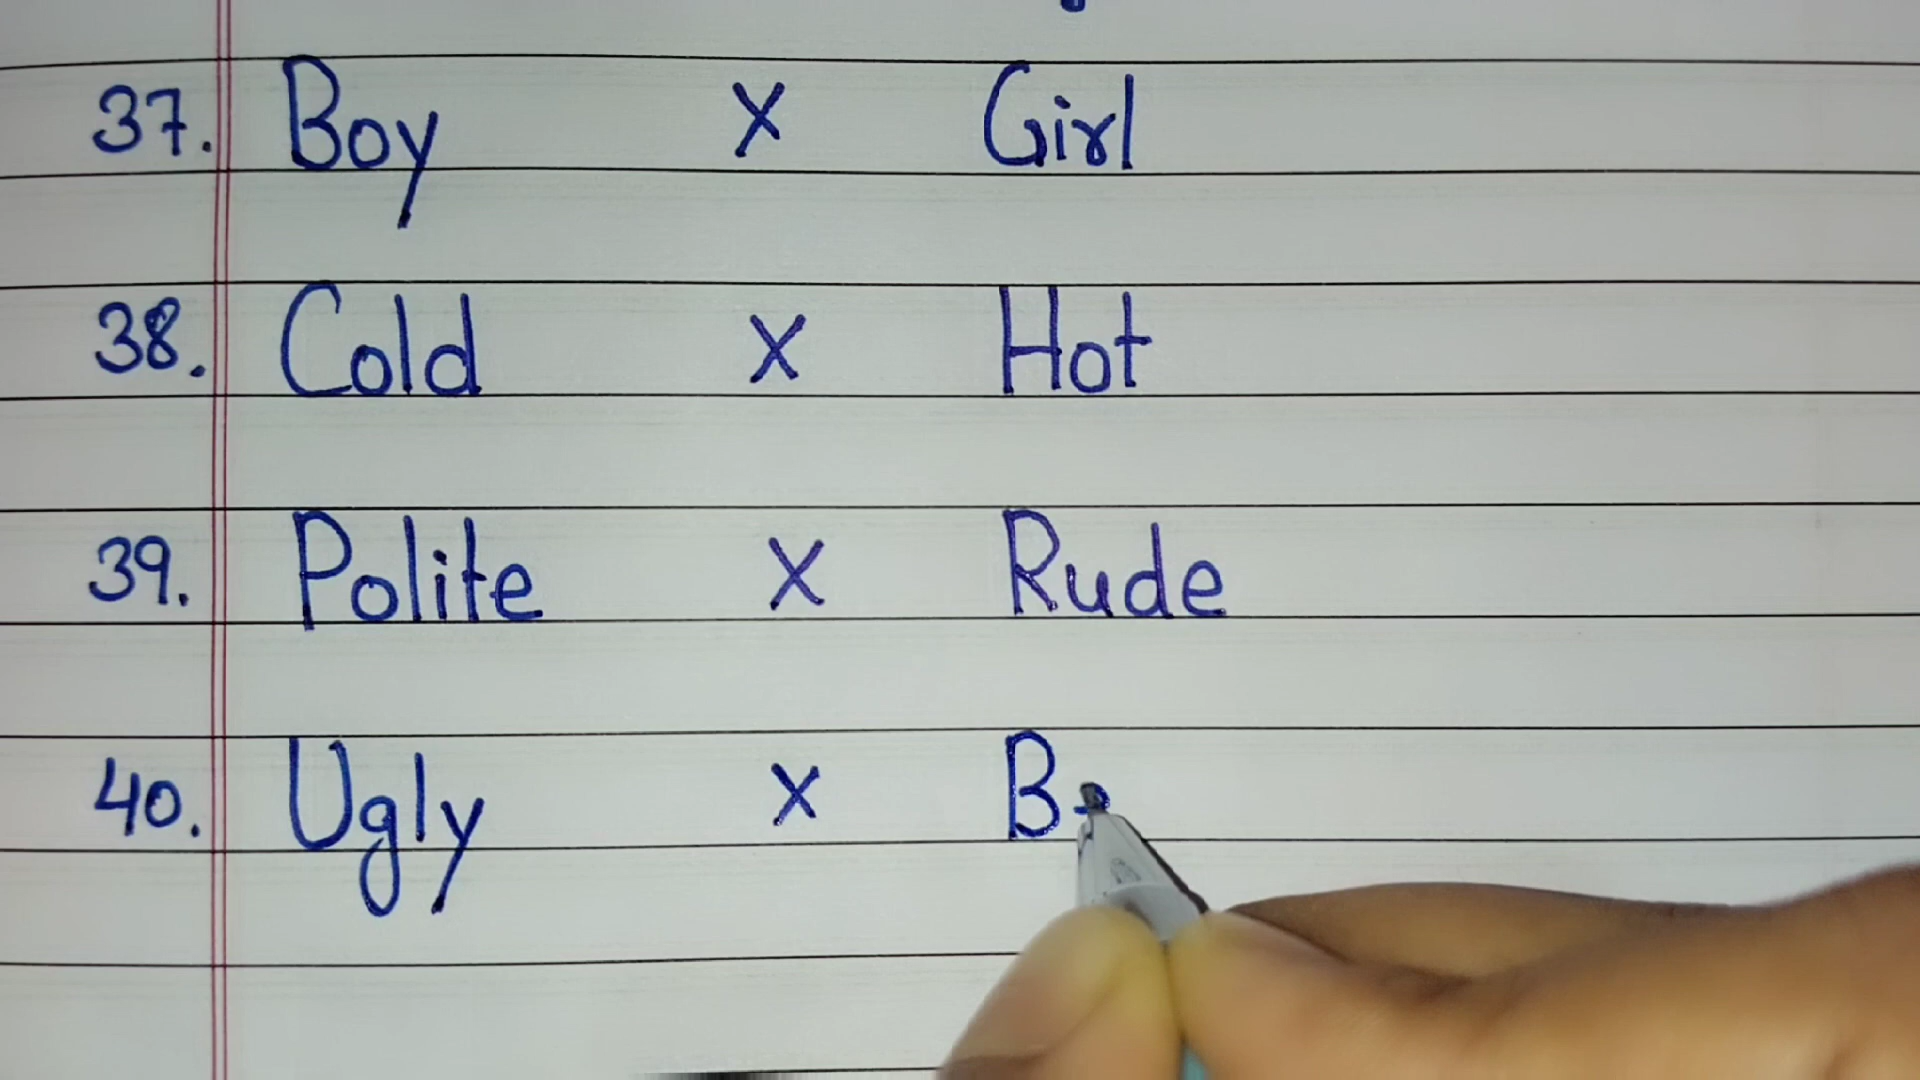 37. Boy x Girl
38. Cold x Hot
39. Polite x Rude
40. Ugly x B